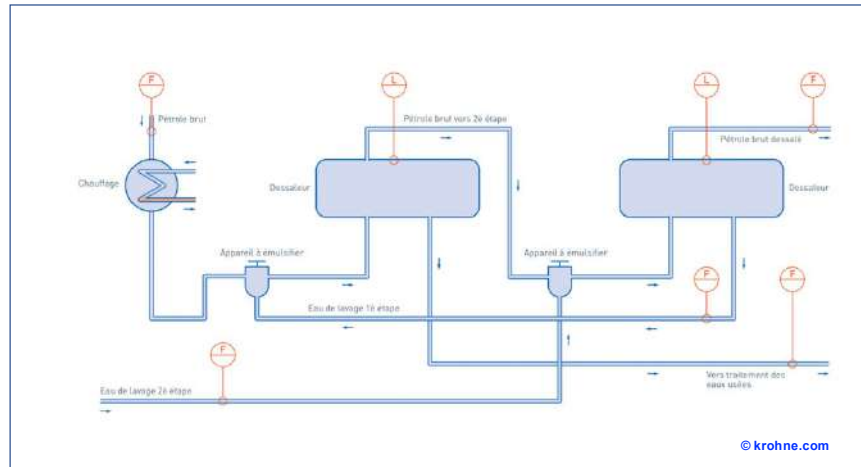 F
L
L
F
Pétrole brut
Pétrole brut vers 2è étape
Pétrole brut dessalé
Chauffage
Dessaleur
Dessaleur
Appareil à émulsifier
Appareil à émulsifier
F
F
Eau de lavage 1è étape
F
Vers traitement des
eaux usées
Eau de lavage 2è étape
© krohne.com